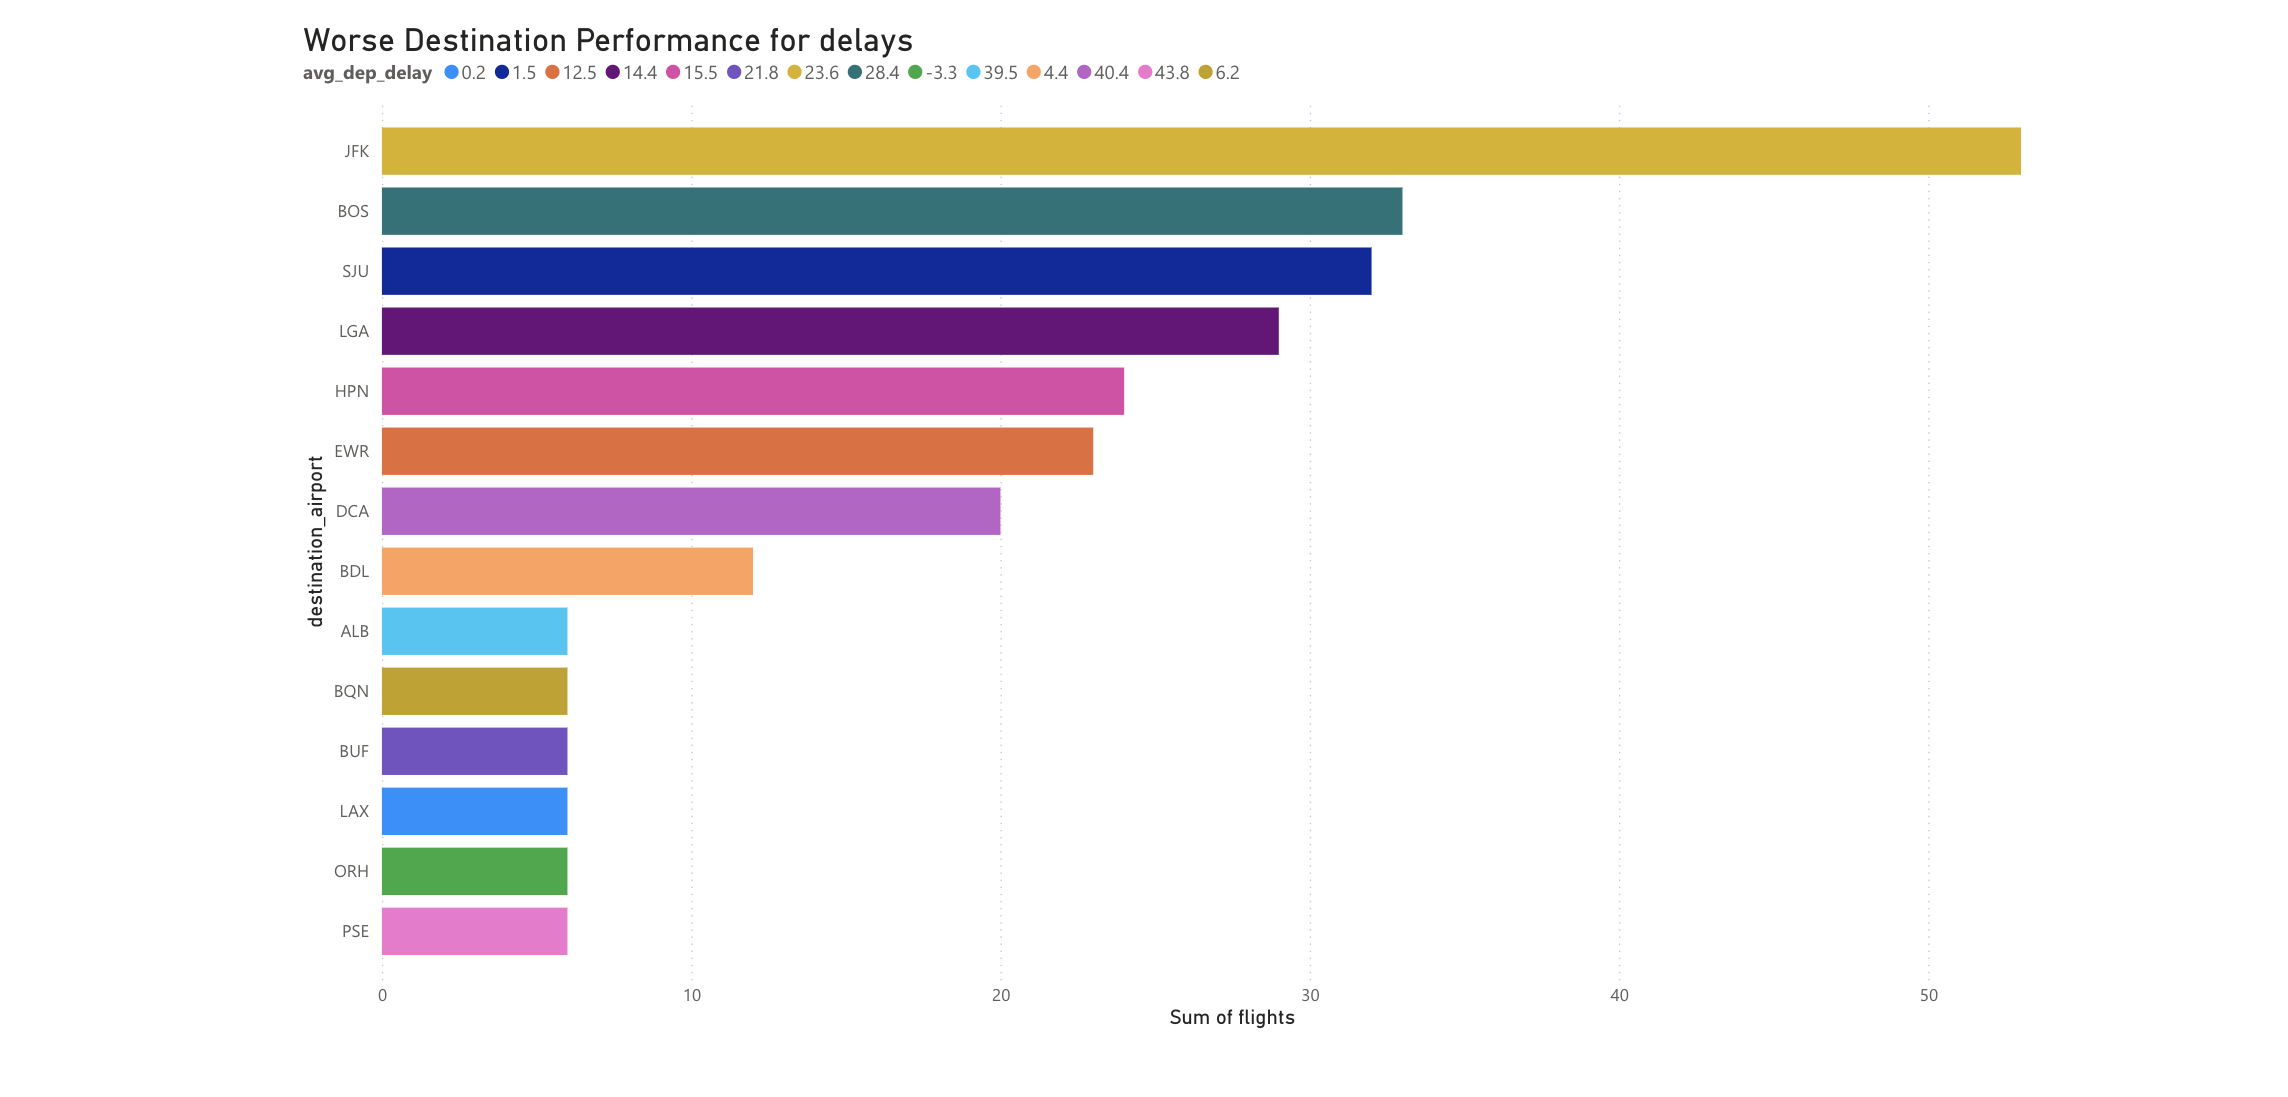 Worse Destination Performance for delays
avg_dep_delay 0.2 1.5 12.5 14.4 15.5 21.8 23.6 28.4 -3.3 39.5 4.4 40.4 43.8 6.2
destination_airport
JFK
BOS
SJU
LGA
HPN
EWR
DCA
BDL
ALB
BQN
BUF
LAX
ORH
PSE
0 10 20 30 40 50
Sum of flights